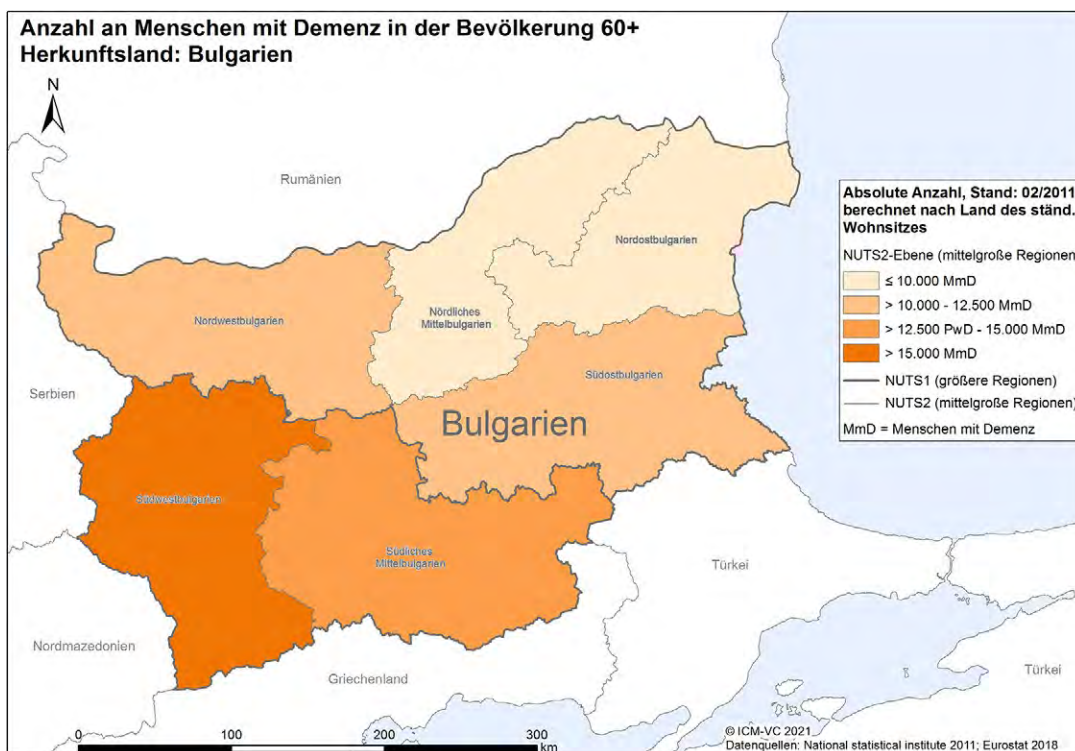 Anzahl an Menschen mit Demenz in der Bevölkerung 60+
Herkunftsland: Bulgarien
N
Rumänien
Absolute Anzahl, Stand: 02/2011
berechnet nach Land des ständ.
Wohnsitzes
NUTS2-Ebene (mittelgroße Regionen
≤ 10.000 MmD
> 10.000 - 12.500 MmD
> 12.500 PwD - 15.000 MmD
> 15.000 MmD
NUTS1 (größere Regionen)
NUTS2 (mittelgroße Regionen)
MmD = Menschen mit Demenz
Nordostbulgarien
Nördliches
Mittelbulgarien
Nordwestbulgarien
Südostbulgarien
Serbien
Bulgarien
Südwestbulgarien
Südliches
Mittelbulgarien
Türkei
Nordmazedonien
Griechenland
Türkei
0 100 200 300
km
© ICM-VC 2021
Datenquellen: National statistical institute 2011; Eurostat 2018